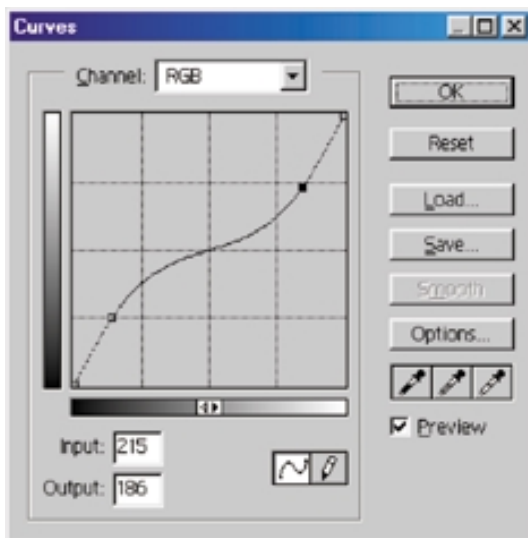 Curves
Channel: RGB
OK
Reset
Load...
Save...
Smooth
Options...
Preview
Input: 215
Output: 186